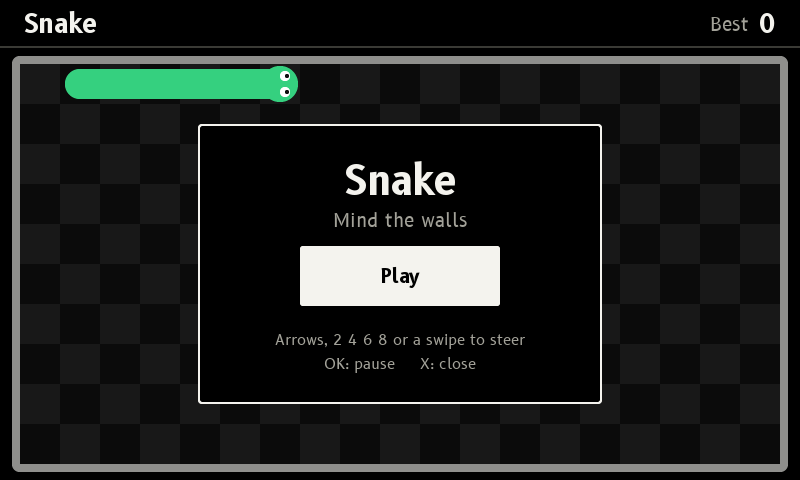 Snake
Best 0
Snake
Mind the walls
Play
Arrows, 2 4 6 8 or a swipe to steer
OK: pause X: close